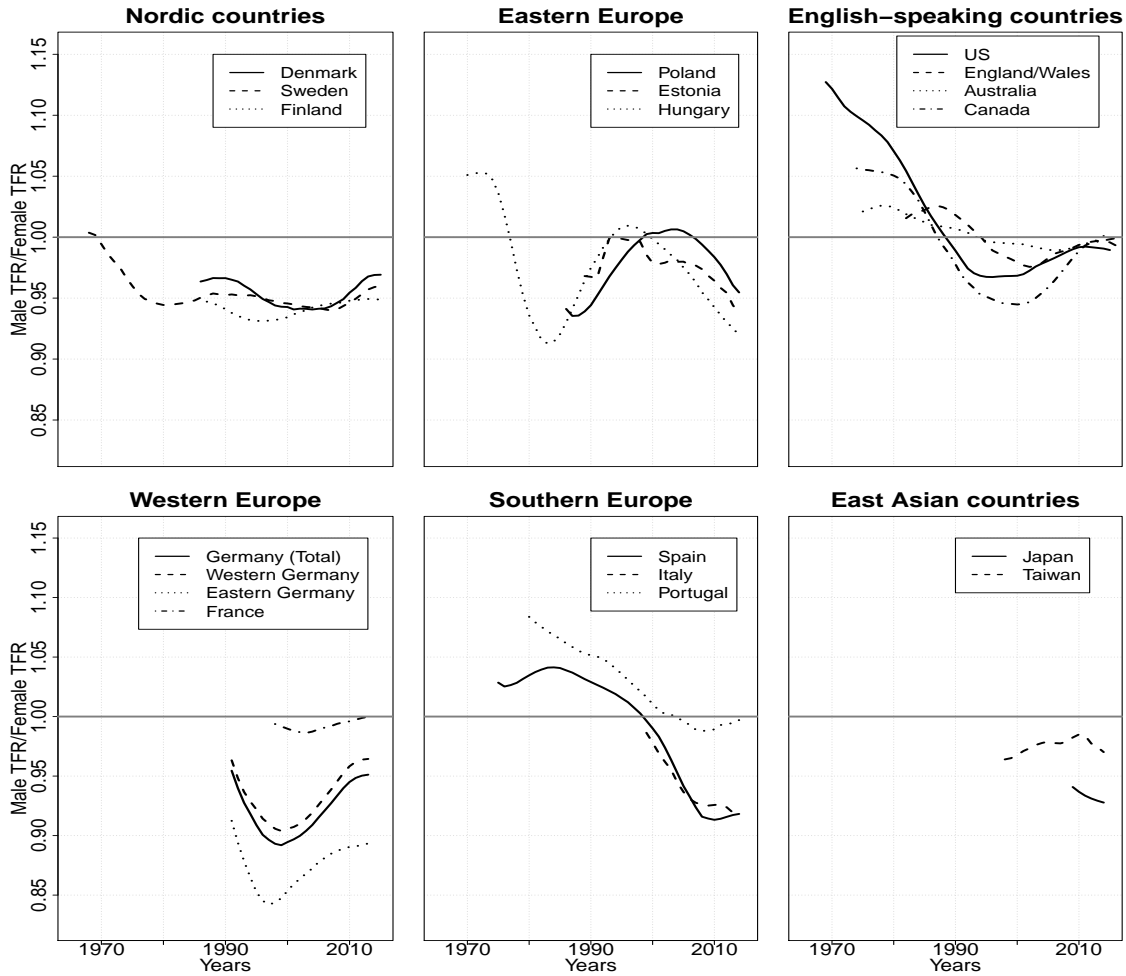 Nordic countries
Eastern Europe
English−speaking countries
Male TFR/Female TFR
1.15
1.10
1.05
1.00
0.95
0.90
0.85
Denmark
Sweden
Finland
Poland
Estonia
Hungary
US
England/Wales
Australia
Canada
Western Europe
Southern Europe
East Asian countries
Male TFR/Female TFR
1.15
1.10
1.05
1.00
0.95
0.90
0.85
Germany (Total)
Western Germany
Eastern Germany
France
Spain
Italy
Portugal
Japan
Taiwan
1970 1990 2010
Years
1970 1990 2010
Years
1970 1990 2010
Years